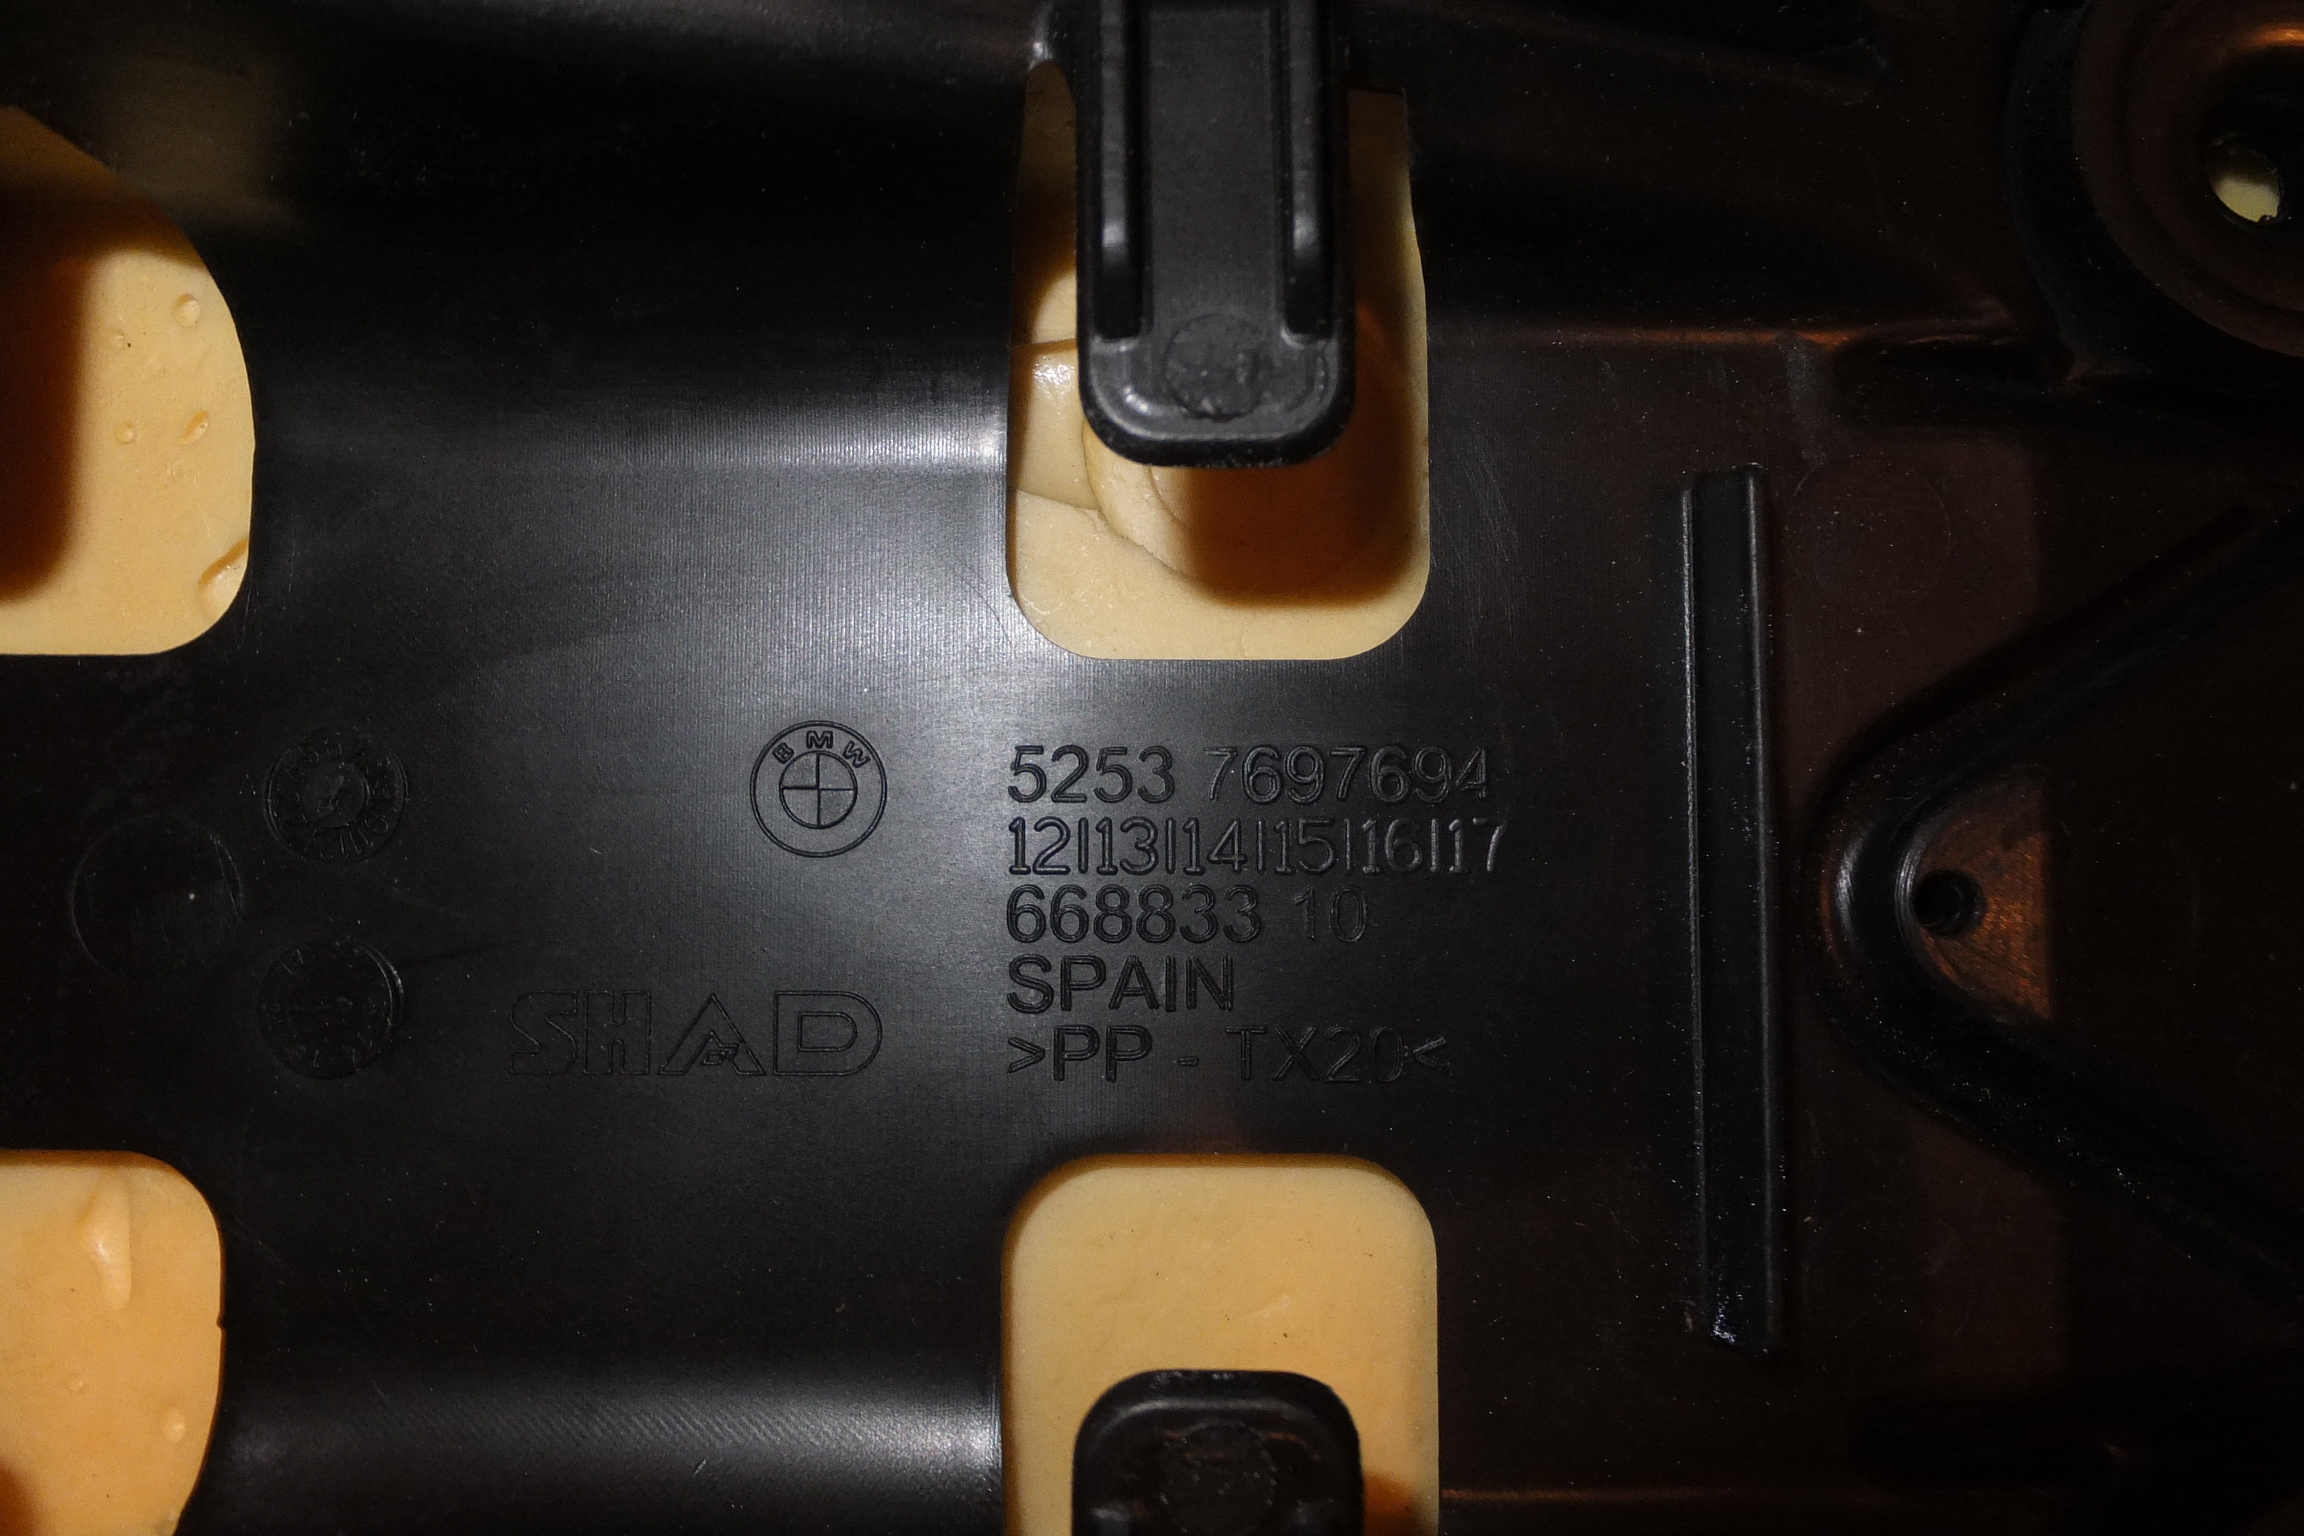 BMW
5253 7697694
12|13|14|15|16|17
668833 10
SPAIN
SHAD
>PP - TX20<